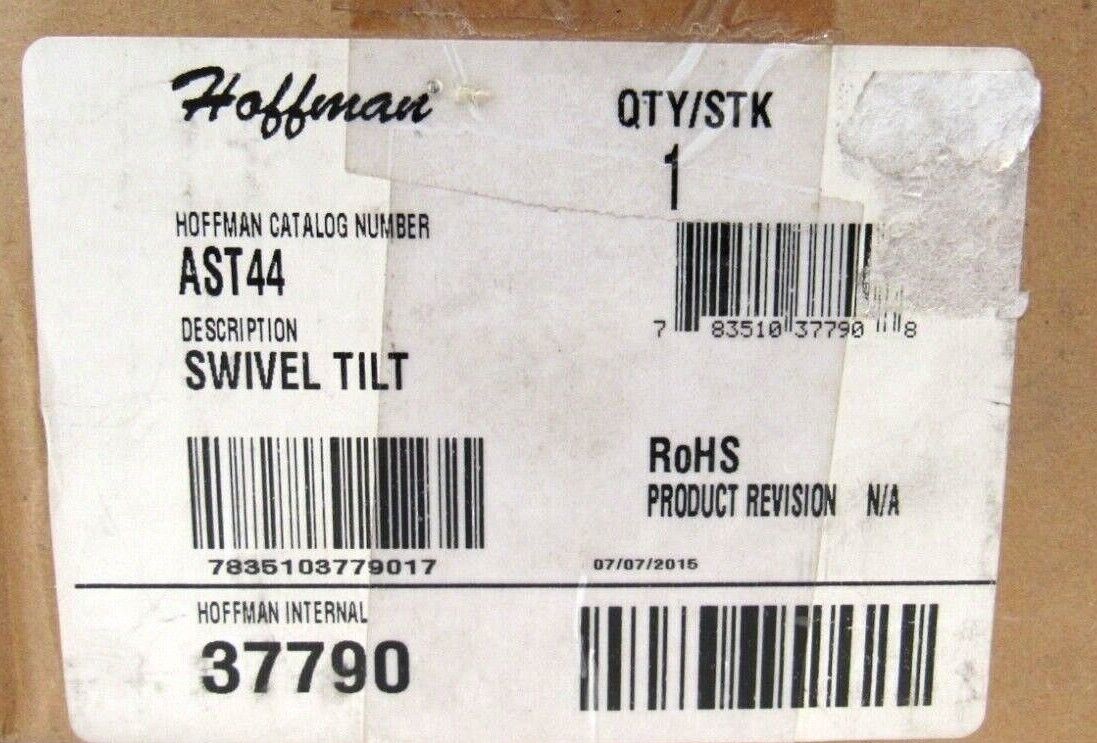 Hoffman
QTY/STK
1
HOFFMAN CATALOG NUMBER
AST44
DESCRIPTION
SWIVEL TILT
7 83510 37790 8
7835103779017
RoHS
PRODUCT REVISION N/A
07/07/2015
HOFFMAN INTERNAL
37790